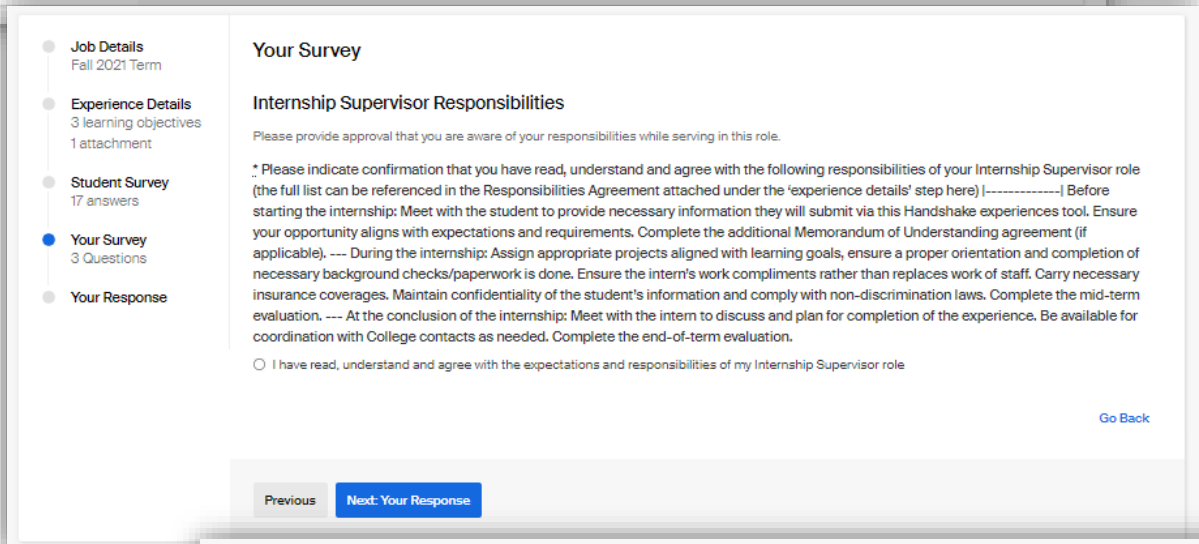 Job Details
Fall 2021 Term
Experience Details
3 learning objectives
1 attachment
Student Survey
17 answers
Your Survey
3 Questions
Your Response
Your Survey
Internship Supervisor Responsibilities
Please provide approval that you are aware of your responsibilities while serving in this role.
* Please indicate confirmation that you have read, understand and agree with the following responsibilities of your Internship Supervisor role
(the full list can be referenced in the Responsibilities Agreement attached under the ‘experience details’ step here) |-------------| Before
starting the internship: Meet with the student to provide necessary information they will submit via this Handshake experiences tool. Ensure
your opportunity aligns with expectations and requirements. Complete the additional Memorandum of Understanding agreement (if
applicable). --- During the internship: Assign appropriate projects aligned with learning goals, ensure a proper orientation and completion of
necessary background checks/paperwork is done. Ensure the intern's work compliments rather than replaces work of staff. Carry necessary
insurance coverages. Maintain confidentiality of the student's information and comply with non-discrimination laws. Complete the mid-term
evaluation. --- At the conclusion of the internship: Meet with the intern to discuss and plan for completion of the experience. Be available for
coordination with College contacts as needed. Complete the end-of-term evaluation.
I have read, understand and agree with the expectations and responsibilities of my Internship Supervisor role
Go Back
Previous
Next: Your Response